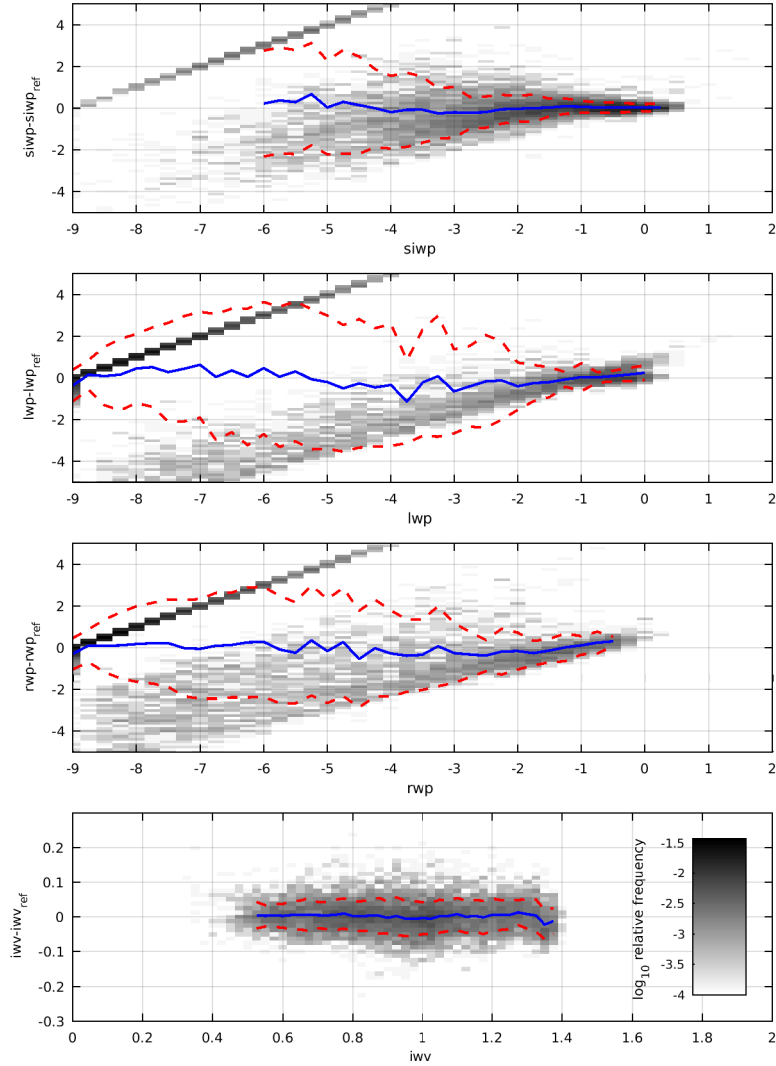 4
2
0
-2
-4
siwp-siwp_ref
-9 -8 -7 -6 -5 -4 -3 -2 -1 0 1 2
siwp
4
2
0
-2
-4
lwp-lwp_ref
-9 -8 -7 -6 -5 -4 -3 -2 -1 0 1 2
lwp
4
2
0
-2
-4
rwp-rwp_ref
-9 -8 -7 -6 -5 -4 -3 -2 -1 0 1 2
rwp
0.2
0.1
0
-0.1
-0.2
-0.3
iwv-iwv_ref
log_10 relative frequency
-1.5
-2
-2.5
-3
-3.5
-4
0 0.2 0.4 0.6 0.8 1 1.2 1.4 1.6 1.8 2
iwv